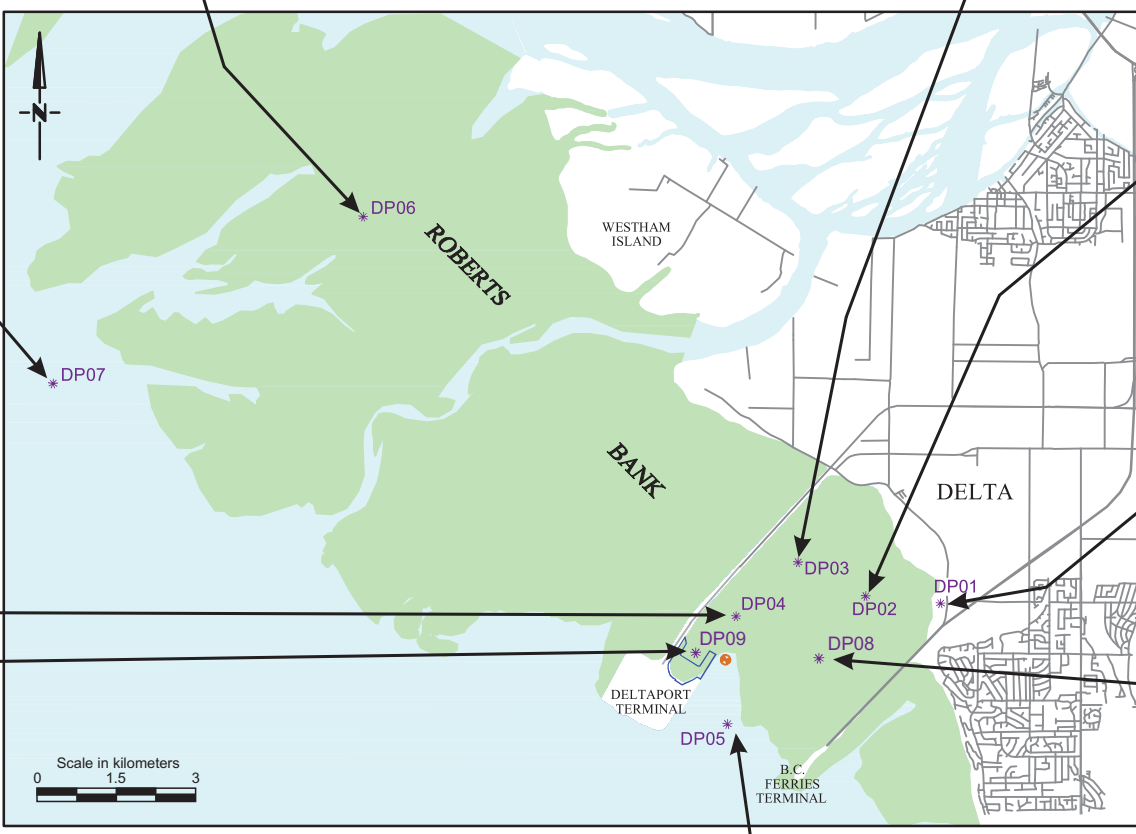 N
DP06
ROBERTS
WESTHAM
ISLAND
DP07
BANK
DELTA
DP03
DP01
DP02
DP04
DP09
DP08
DELTAPORT
TERMINAL
DP05
B.C.
FERRIES
TERMINAL
Scale in kilometers
0 1.5 3